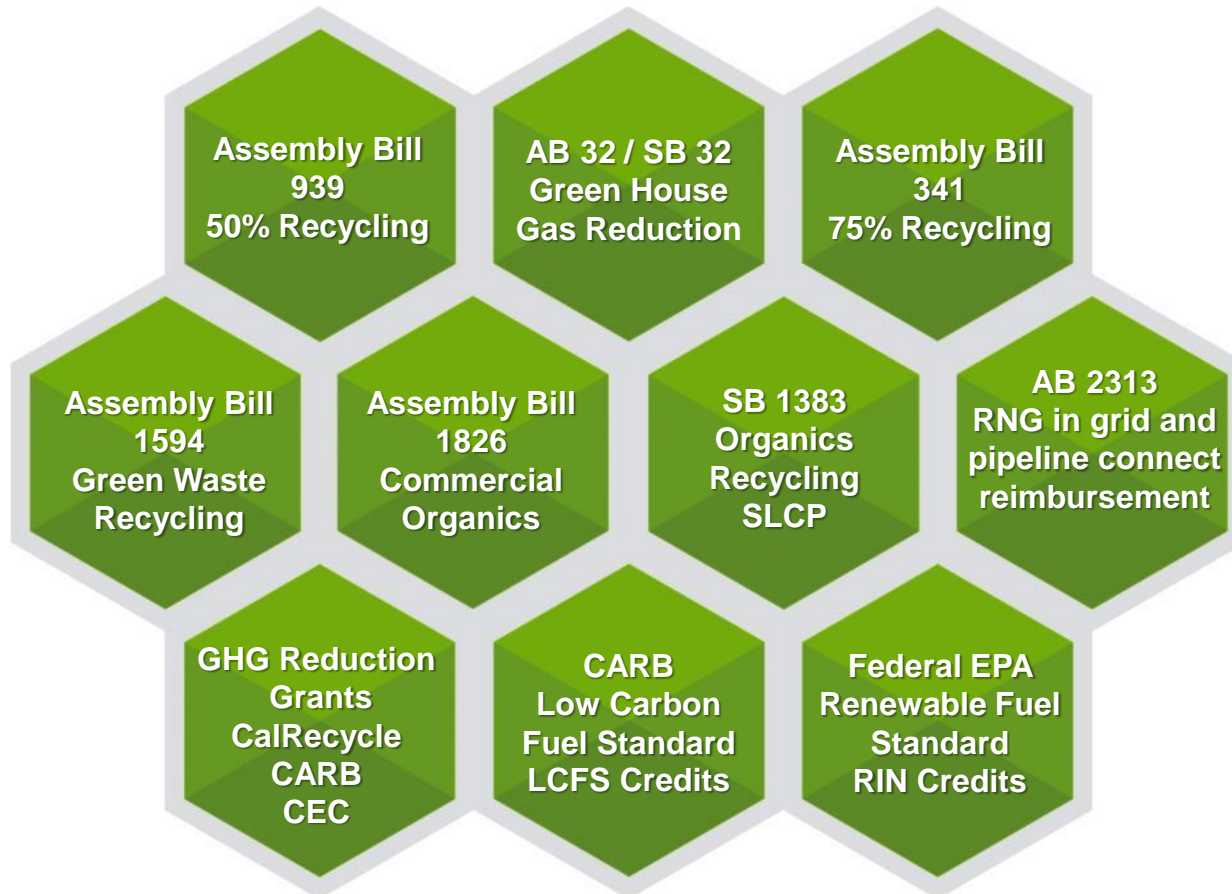 Assembly Bill
939
50% Recycling
AB 32 / SB 32
Green House
Gas Reduction
Assembly Bill
341
75% Recycling
Assembly Bill
1594
Green Waste
Recycling
Assembly Bill
1826
Commercial
Organics
SB 1383
Organics
Recycling
SLCP
AB 2313
RNG in grid and
pipeline connect
reimbursement
GHG Reduction
Grants
CalRecycle
CARB
CEC
CARB
Low Carbon
Fuel Standard
LCFS Credits
Federal EPA
Renewable Fuel
Standard
RIN Credits